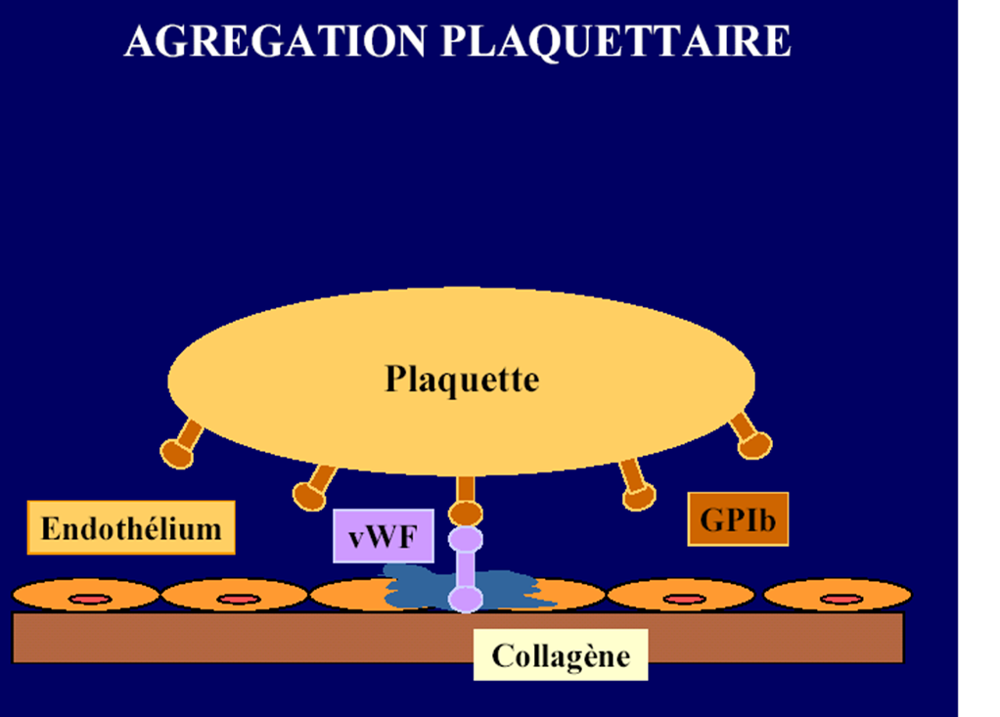 AGREGATION PLAQUETTAIRE
Plaquette
Endothélium
vWF
GPIb
Collagène